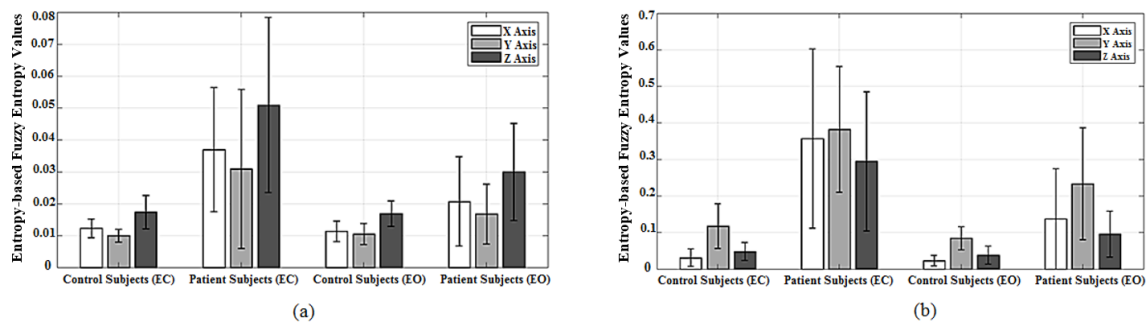 Entropy-based Fuzzy Entropy Values
0.08
0.07
0.06
0.05
0.04
0.03
0.02
0.01
0
X Axis
Y Axis
Z Axis
Control Subjects (EC)
Patient Subjects (EC)
Control Subjects (EO)
Patient Subjects (EO)
(a)
Entropy-based Fuzzy Entropy Values
0.7
0.6
0.5
0.4
0.3
0.2
0.1
0
X Axis
Y Axis
Z Axis
Control Subjects (EC)
Patient Subjects (EC)
Control Subjects (EO)
Patient Subjects (EO)
(b)